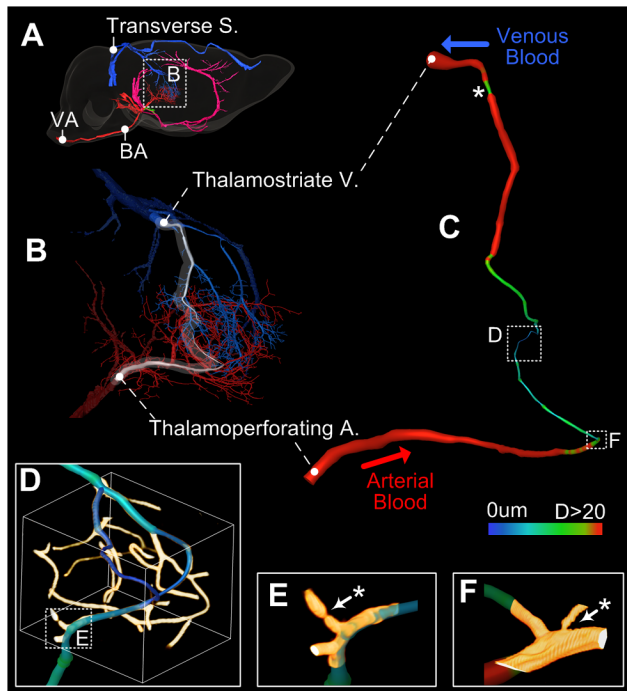 A
Transverse S.
B
VA
BA
Venous
Blood
*
Thalamostriate V.
B
C
D
Thalamoperforating A.
F
Arterial
Blood
D
E
0um D>20
E
*
F
*